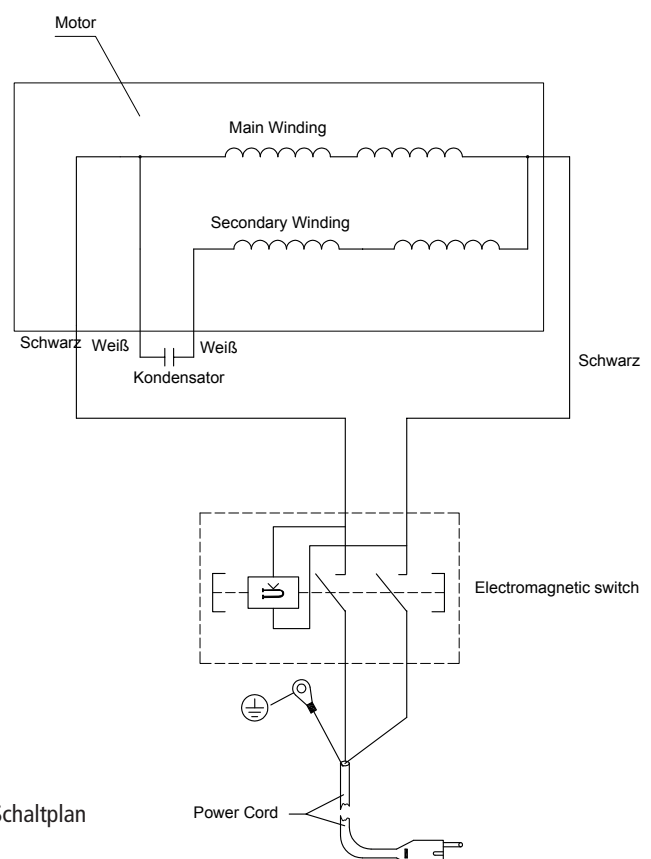 Motor
Main Winding
Secondary Winding
Schwarz Weiß Weiß
Kondensator
Schwarz
Electromagnetic switch
Schaltplan
Power Cord